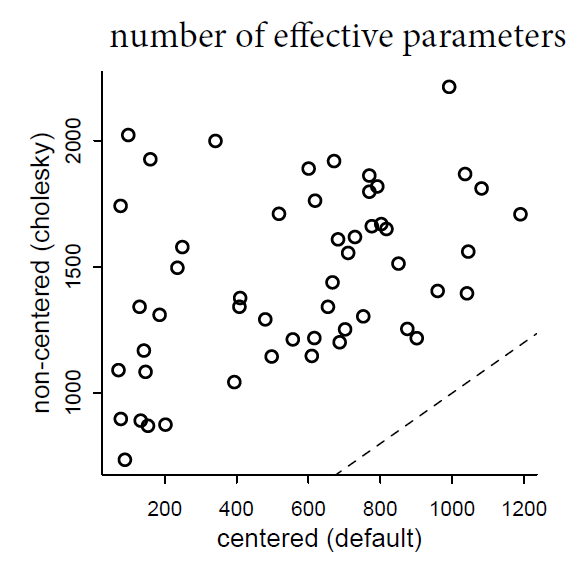 number of effective parameters
non-centered (cholesky)
2000
1500
1000
200 400 600 800 1000 1200
centered (default)